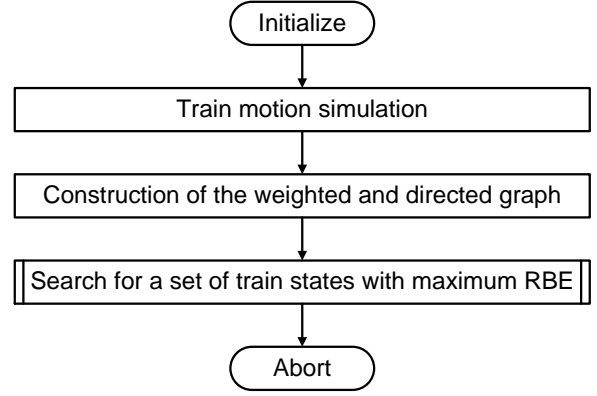 Initialize
Train motion simulation
Construction of the weighted and directed graph
Search for a set of train states with maximum RBE
Abort